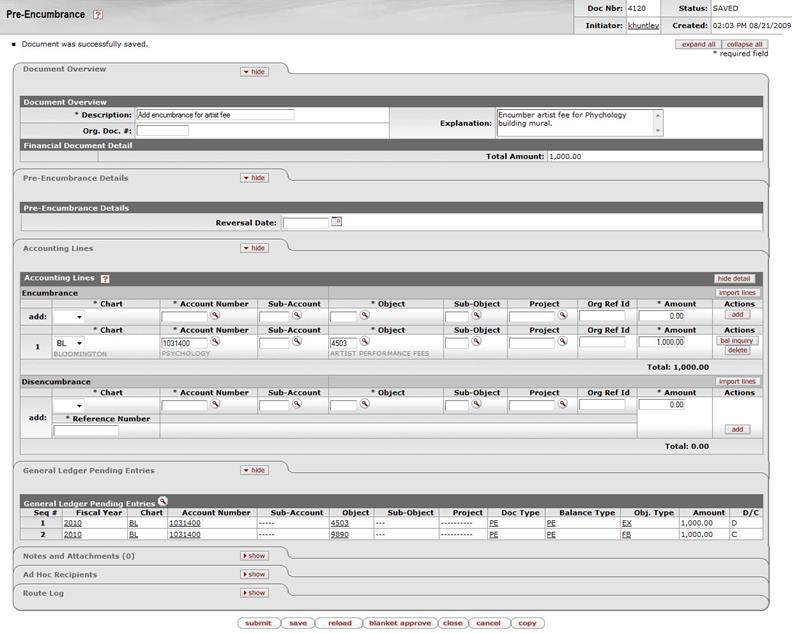 Pre-Encumbrance ?
Doc Nbr: 4120 Status: SAVED
Initiator: khuntley Created: 02:03 PM 08/21/2009
Document was successfully saved.
expand all collapse all
* required field
Document Overview hide
Document Overview
* Description: Add encumbrance for artist fee
Explanation: Encumber artist fee for Phychology
building mural.
Org. Doc. #:
Financial Document Detail
Total Amount: 1,000.00
Pre-Encumbrance Details hide
Pre-Encumbrance Details
Reversal Date:
Accounting Lines hide
Accounting Lines ? hide detail
Encumbrance import lines
* Chart * Account Number Sub-Account * Object Sub-Object Project Org Ref Id * Amount Actions
add: 0.00 add
* Chart * Account Number Sub-Account * Object Sub-Object Project Org Ref Id * Amount Actions
1 BL 1031400 4503 1,000.00 bal inquiry
BLOOMINGTON PSYCHOLOGY ARTIST PERFORMANCE FEES delete
Total: 1,000.00
Disencumbrance import lines
* Chart * Account Number Sub-Account * Object Sub-Object Project Org Ref Id * Amount Actions
add: 0.00
* Reference Number
add
Total: 0.00
General Ledger Pending Entries hide
General Ledger Pending Entries
Seq # Fiscal Year Chart Account Number Sub-Account Object Sub-Object Project Doc Type Balance Type Obj. Type Amount D/C
1 2010 BL 1031400 ----- 4503 --- ---------- PE PE EX 1,000.00 D
2 2010 BL 1031400 ----- 9890 --- ---------- PE PE FB 1,000.00 C
Notes and Attachments (0) show
Ad Hoc Recipients show
Route Log show
submit save reload blanket approve close cancel copy